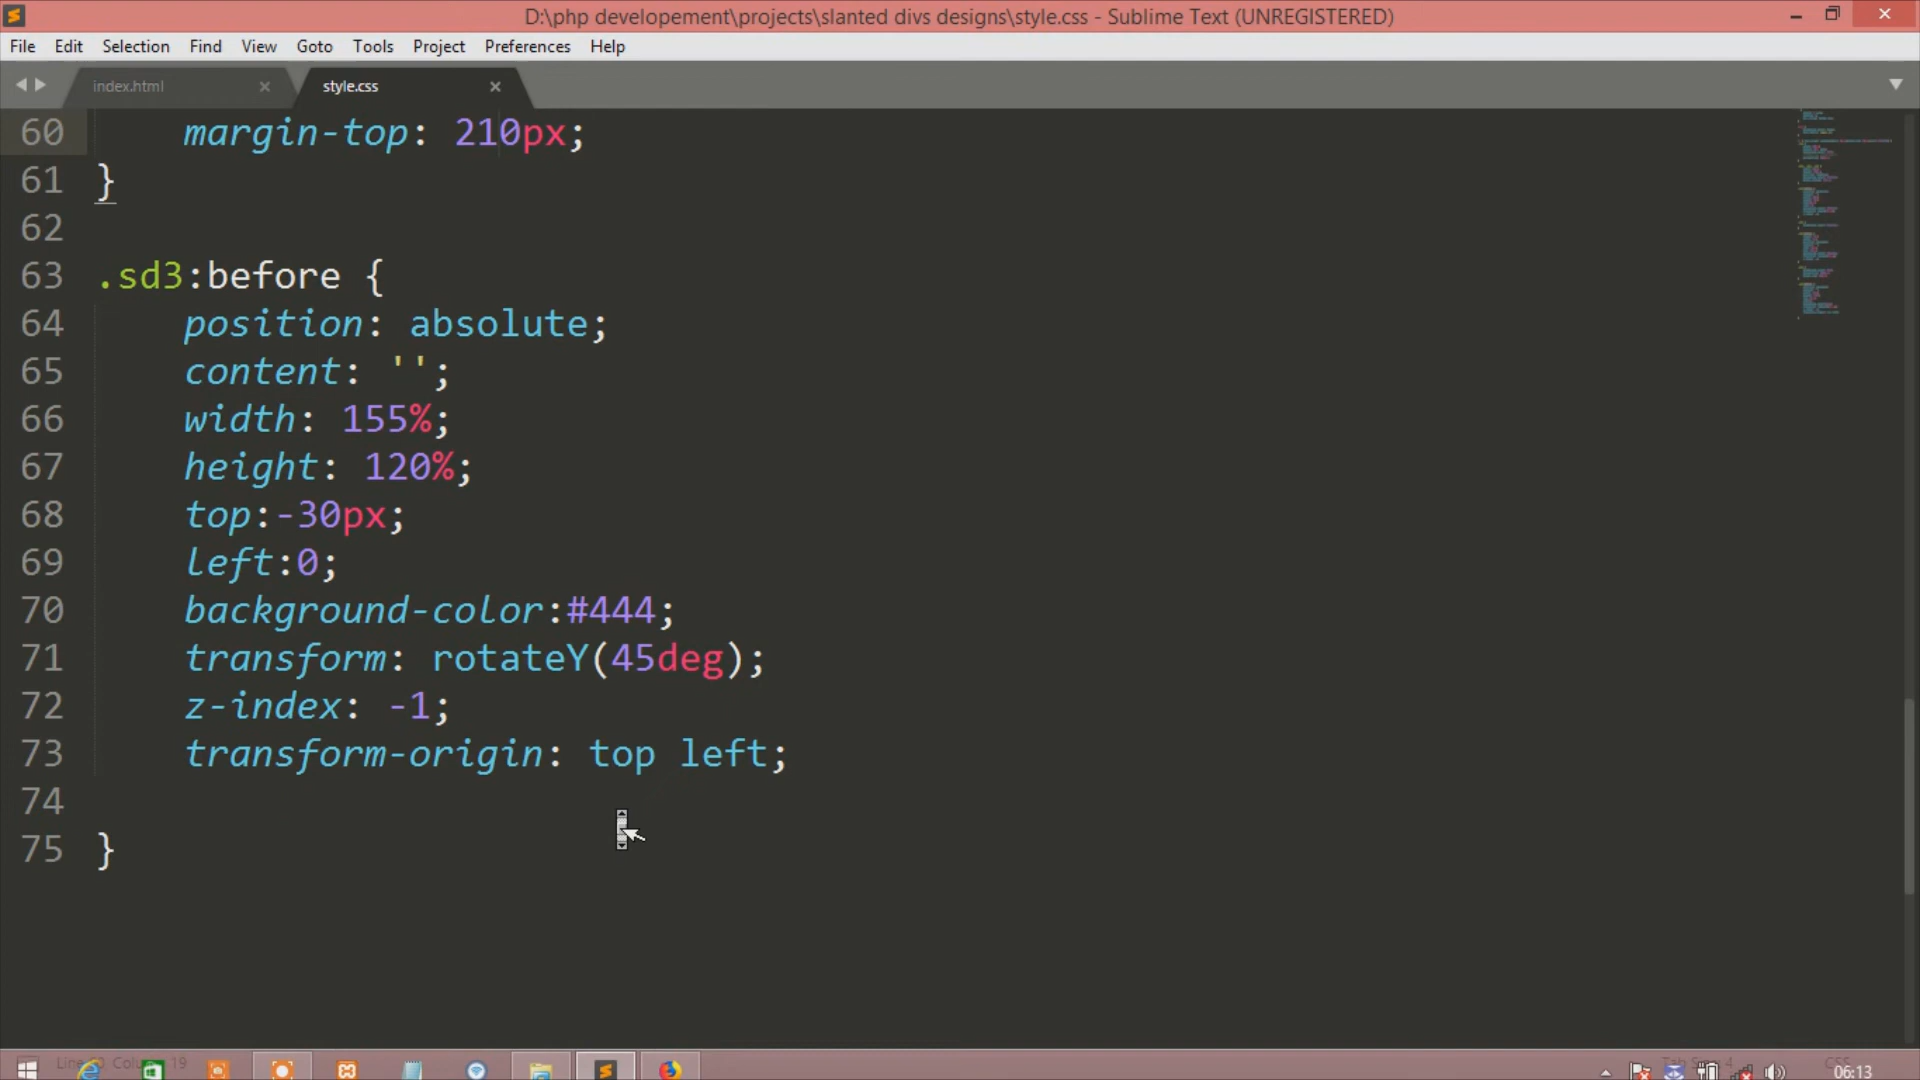 D:\php developement\projects\slanted divs designs\style.css - Sublime Text (UNREGISTERED)
File Edit Selection Find View Goto Tools Project Preferences Help
index.html
style.css
60 margin-top: 210px;
61 }
62
63 .sd3:before {
64 position: absolute;
65 content: '';
66 width: 155%;
67 height: 120%;
68 top:-30px;
69 left:0;
70 background-color:#444;
71 transform: rotateY(45deg);
72 z-index: -1;
73 transform-origin: top left;
74
75 }
06:13